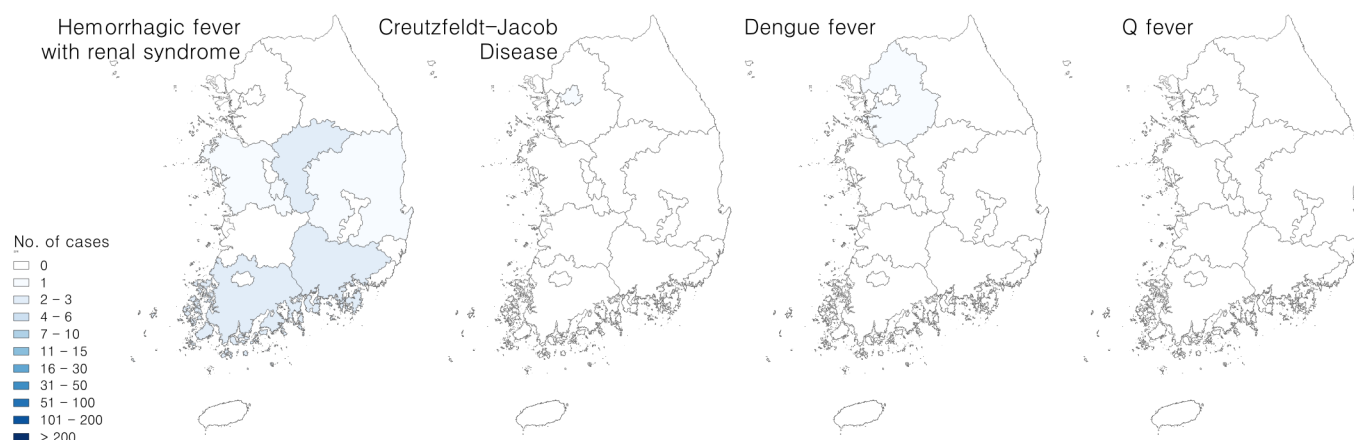 Hemorrhagic fever
with renal syndrome
Creutzfeldt-Jacob
Disease
Dengue fever
Q fever
No. of cases
0
1
2 - 3
4 - 6
7 - 10
11 - 15
16 - 30
31 - 50
51 - 100
101 - 200
> 200